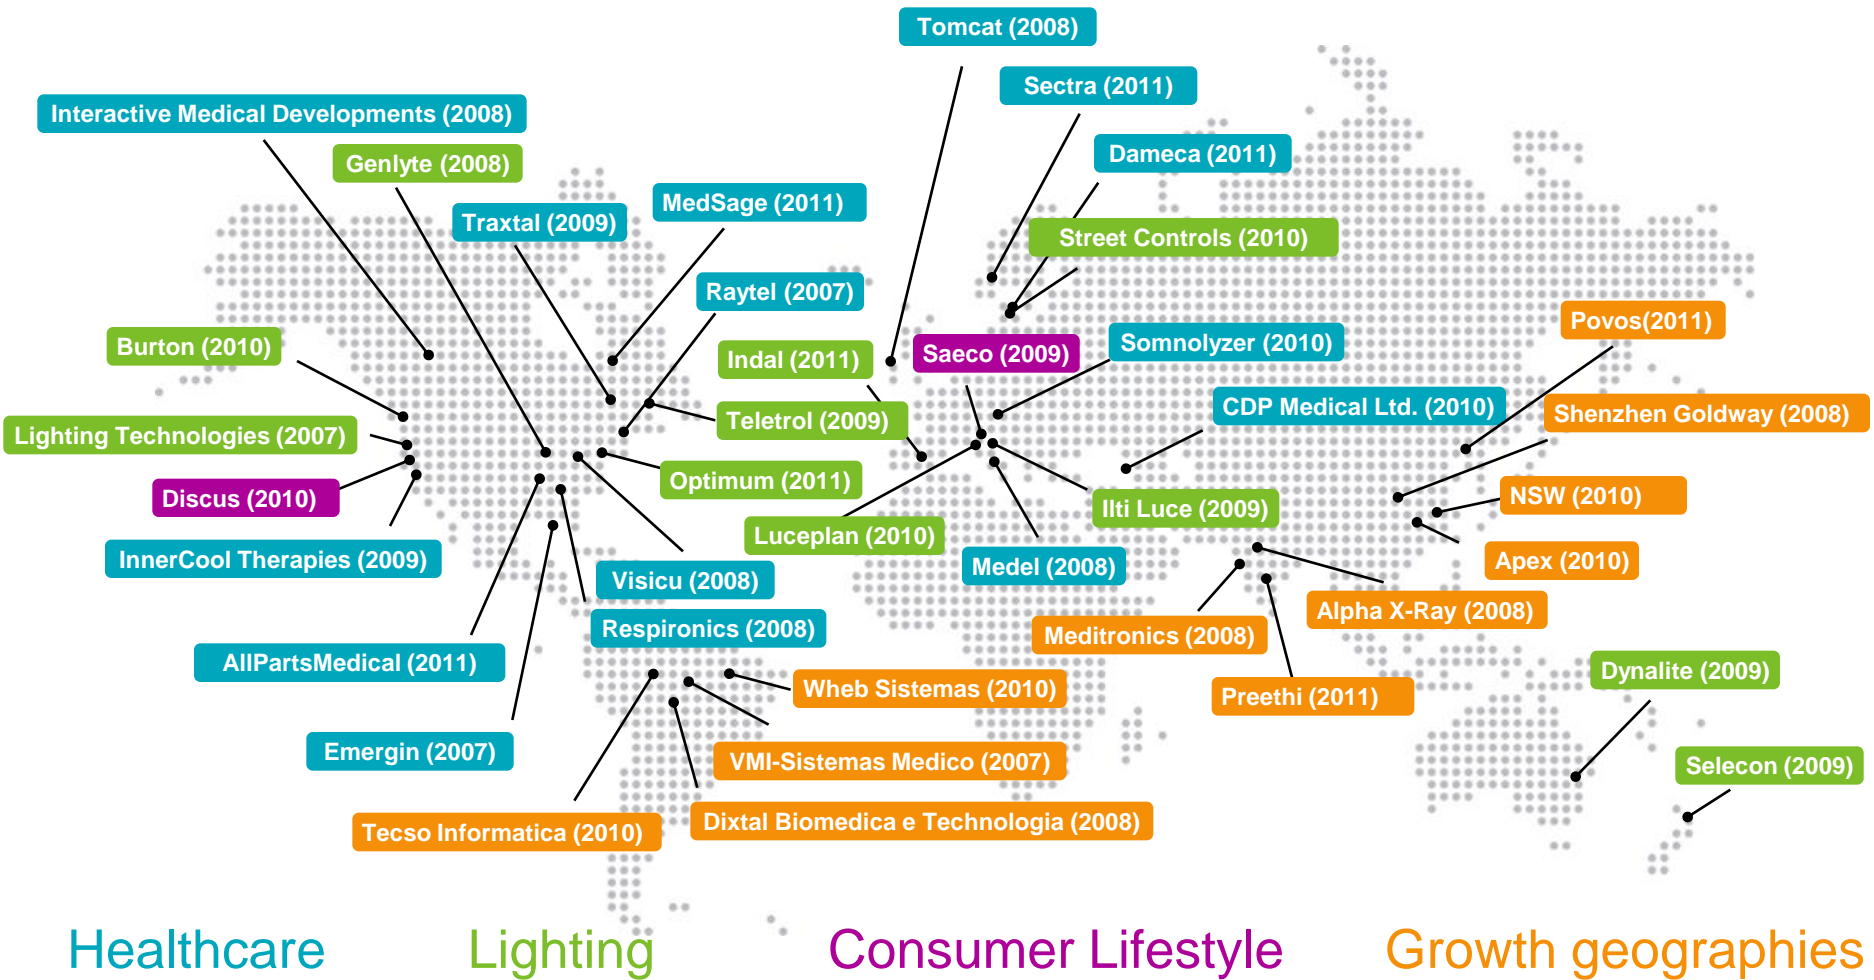 Tomcat (2008)
Sectra (2011)
Interactive Medical Developments (2008)
Genlyte (2008)
Dameca (2011)
MedSage (2011)
Traxtal (2009)
Street Controls (2010)
Raytel (2007)
Povos(2011)
Burton (2010)
Indal (2011)
Saeco (2009)
Somnolyzer (2010)
Lighting Technologies (2007)
Teletrol (2009)
CDP Medical Ltd. (2010)
Shenzhen Goldway (2008)
Discus (2010)
Optimum (2011)
Ilti Luce (2009)
NSW (2010)
Luceplan (2010)
InnerCool Therapies (2009)
Visicu (2008)
Medel (2008)
Apex (2010)
Respironics (2008)
Meditronics (2008)
Alpha X-Ray (2008)
AllPartsMedical (2011)
Wheb Sistemas (2010)
Preethi (2011)
Dynalite (2009)
Emergin (2007)
VMI-Sistemas Medico (2007)
Selecon (2009)
Tecso Informatica (2010)
Dixtal Biomedica e Technologia (2008)
Healthcare
Lighting
Consumer Lifestyle
Growth geographies